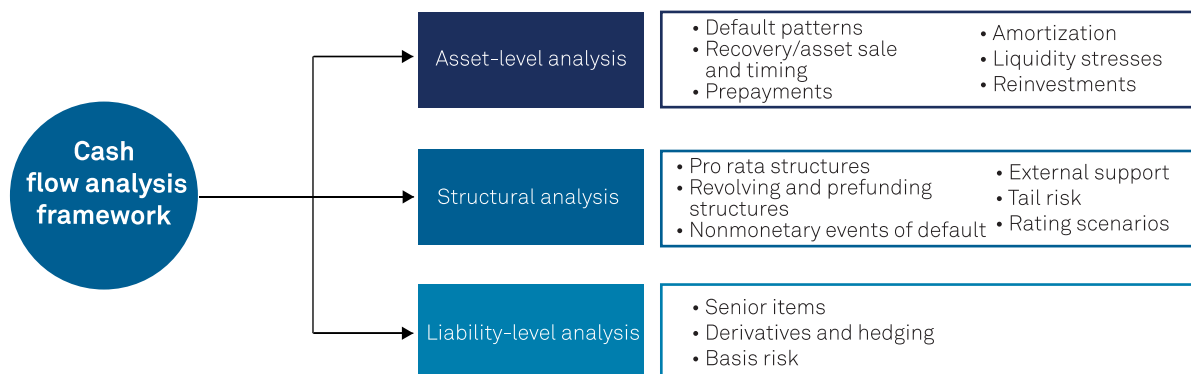 Cash
flow analysis
framework
Asset-level analysis
• Default patterns
• Recovery/asset sale
and timing
• Prepayments
• Amortization
• Liquidity stresses
• Reinvestments
Structural analysis
• Pro rata structures
• Revolving and prefunding
structures
• Nonmonetary events of default
• External support
• Tail risk
• Rating scenarios
Liability-level analysis
• Senior items
• Derivatives and hedging
• Basis risk